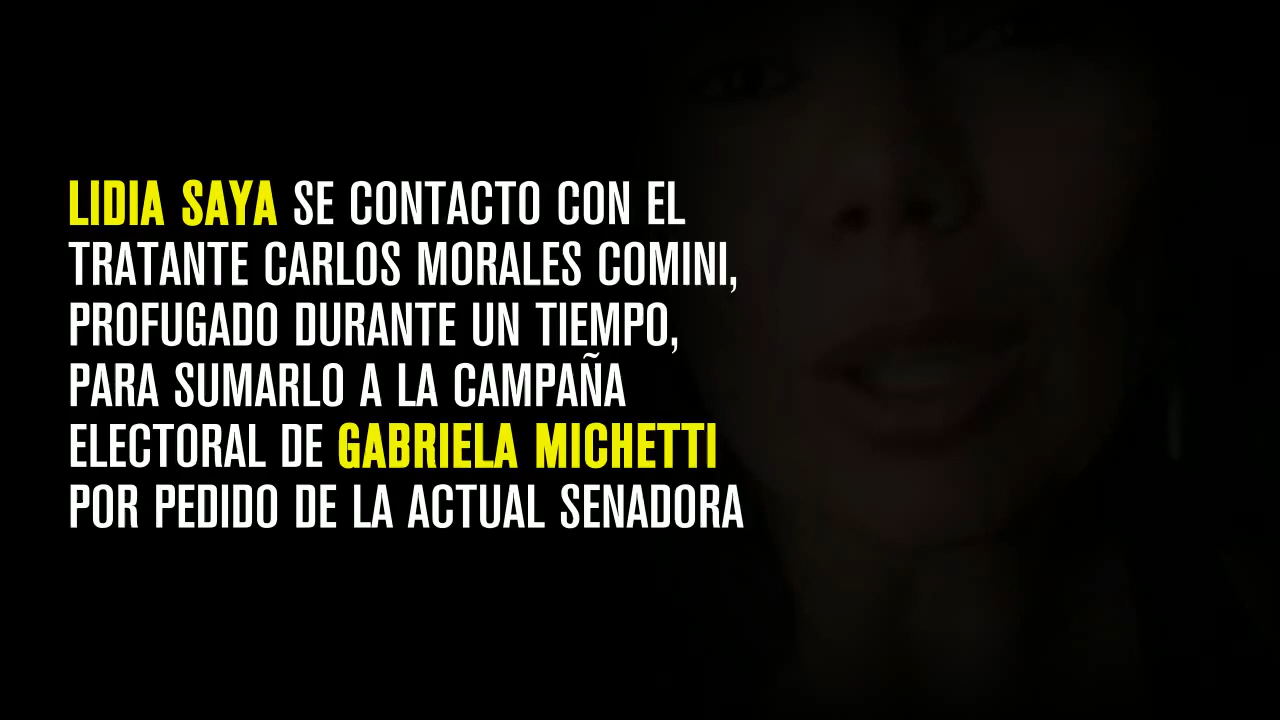 LIDIA SAYA SE CONTACTO CON EL
TRATANTE CARLOS MORALES COMINI,
PROFUGADO DURANTE UN TIEMPO,
PARA SUMARLO A LA CAMPAÑA
ELECTORAL DE GABRIELA MICHETTI
POR PEDIDO DE LA ACTUAL SENADORA